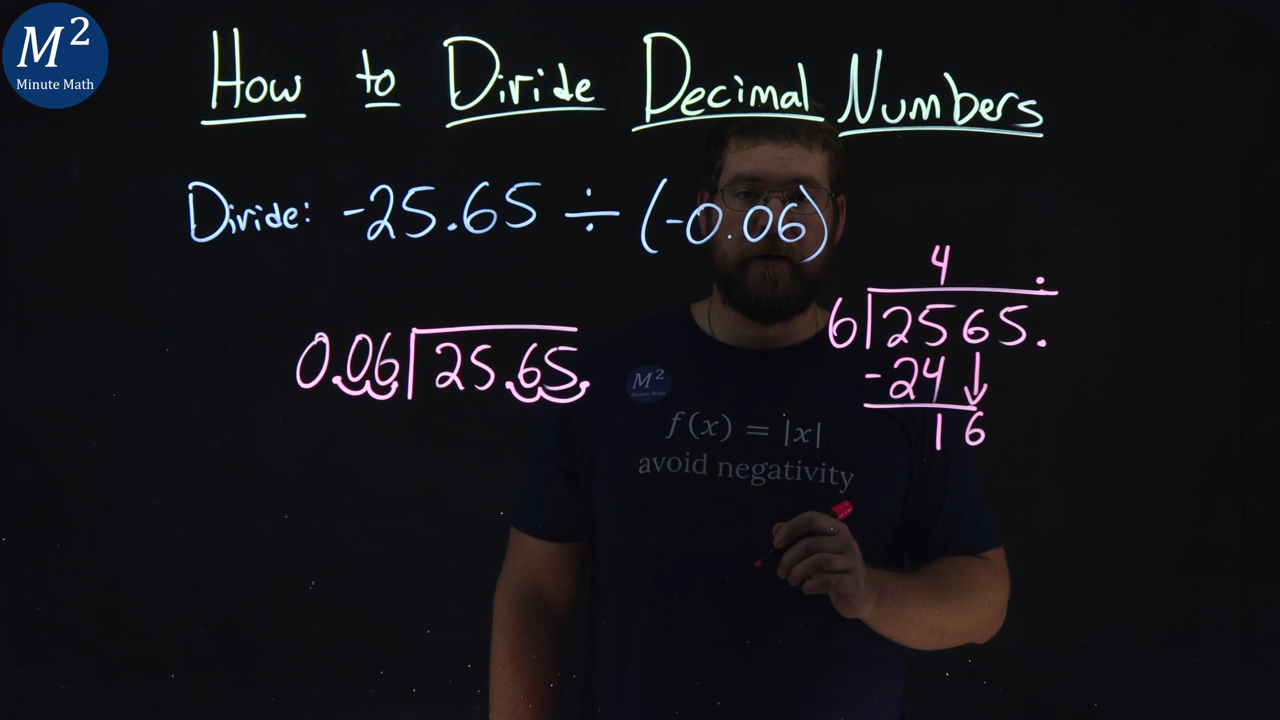 M²
Minute Math
How to Divide Decimal Numbers
Divide: -25.65 ÷ (-0.06)
4 .
0.06 25.65.
6 2565.
-24
16
M²
Minute Math
f(x) = |x|
avoid negativity